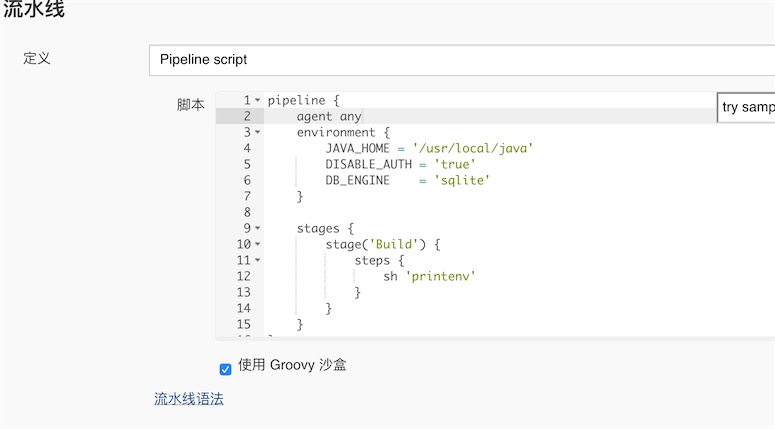 流水线
定义
Pipeline script
脚本
try samp
1 pipeline {
2     agent any
3     environment {
4         JAVA_HOME = '/usr/local/java'
5         DISABLE_AUTH = 'true'
6         DB_ENGINE    = 'sqlite'
7     }
8
9     stages {
10         stage('Build') {
11             steps {
12                 sh 'printenv'
13             }
14         }
15     }
使用 Groovy 沙盒
流水线语法